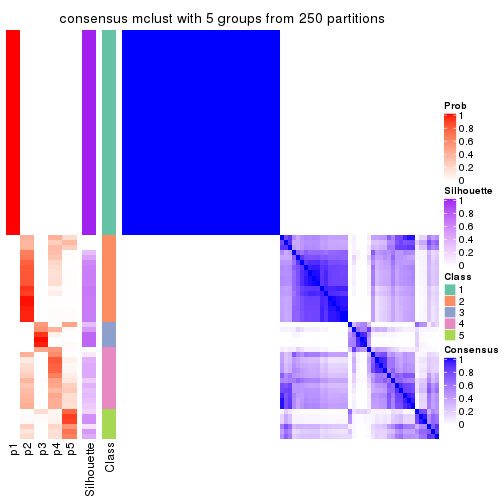 consensus mclust with 5 groups from 250 partitions
p1
p2
p3
p4
p5
Silhouette
Class
Prob
1
0.8
0.6
0.4
0.2
0
Silhouette
1
0.8
0.6
0.4
0.2
0
Class
1
2
3
4
5
Consensus
1
0.8
0.6
0.4
0.2
0